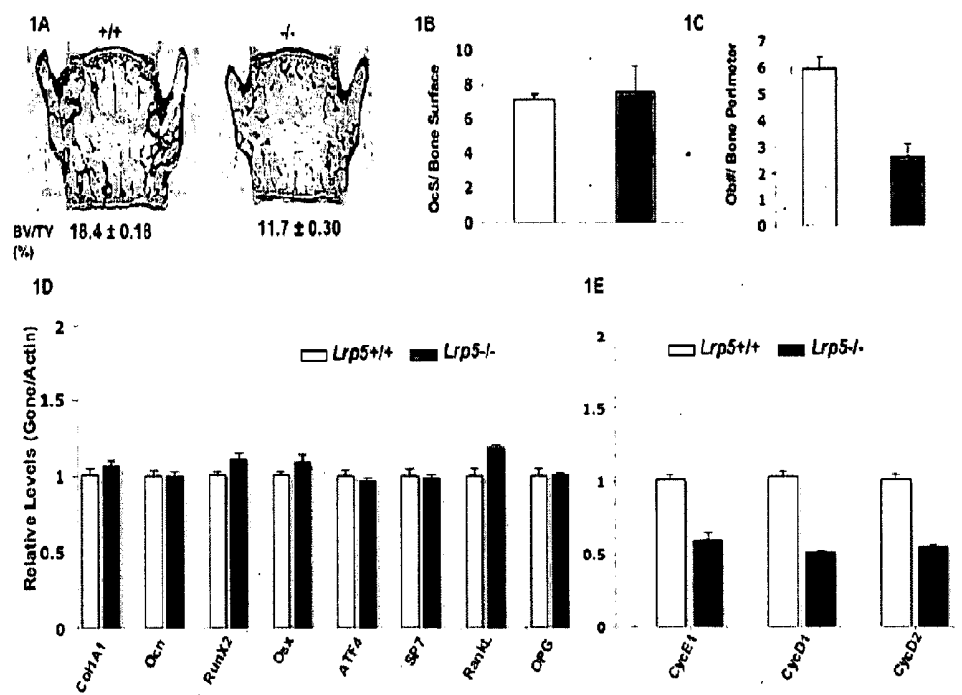 1A
+/+
-/-
BV/TV 18.4 ± 0.18 11.7 ± 0.30
(%)
1B
OcS/ Bone Surface
10
8
6
4
2
0
1C
Ob#/ Bone Perimeter
7
6
5
4
3
2
1
0
1D
Relative Levels (Gene/Actin)
2
1.5
1
0.5
0
Lrp5+/+ Lrp5-/-
Col1A1 Ocn RunX2 Osx ATF4 SP7 RankL OPG
1E
2
1.5
1
0.5
0
Lrp5+/+ Lrp5-/-
CycE1 CycD1 CycD2